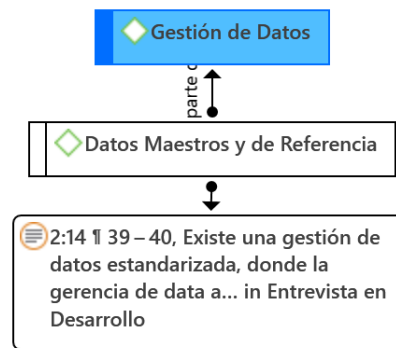 Gestión de Datos
parte
Datos Maestros y de Referencia
2:14 ¶ 39 – 40, Existe una gestión de
datos estandarizada, donde la
gerencia de data a... in Entrevista en
Desarrollo